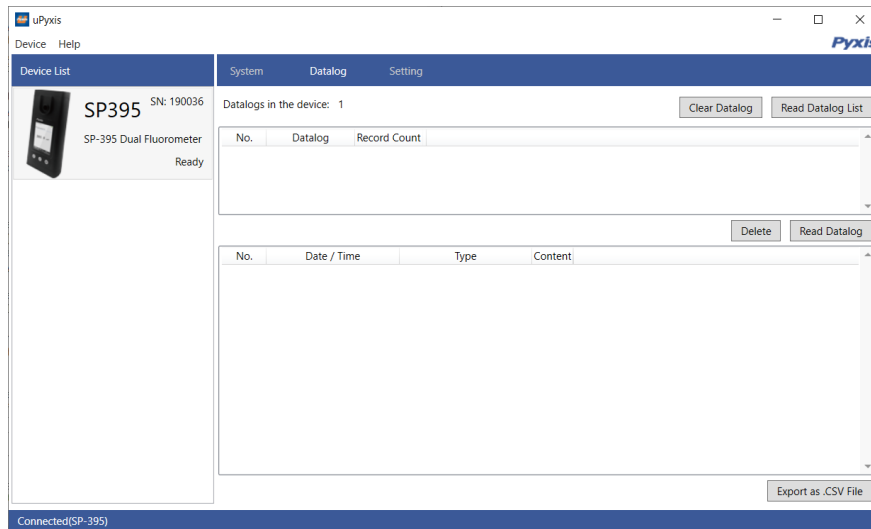 uPyxis
Device Help
Device List
System Datalog Setting
SP395 SN: 190036
SP-395 Dual Fluorometer
Ready
Datalogs in the device: 1
Clear Datalog Read Datalog List
No. Datalog Record Count
Delete Read Datalog
No. Date / Time Type Content
Export as .CSV File
Connected(SP-395)